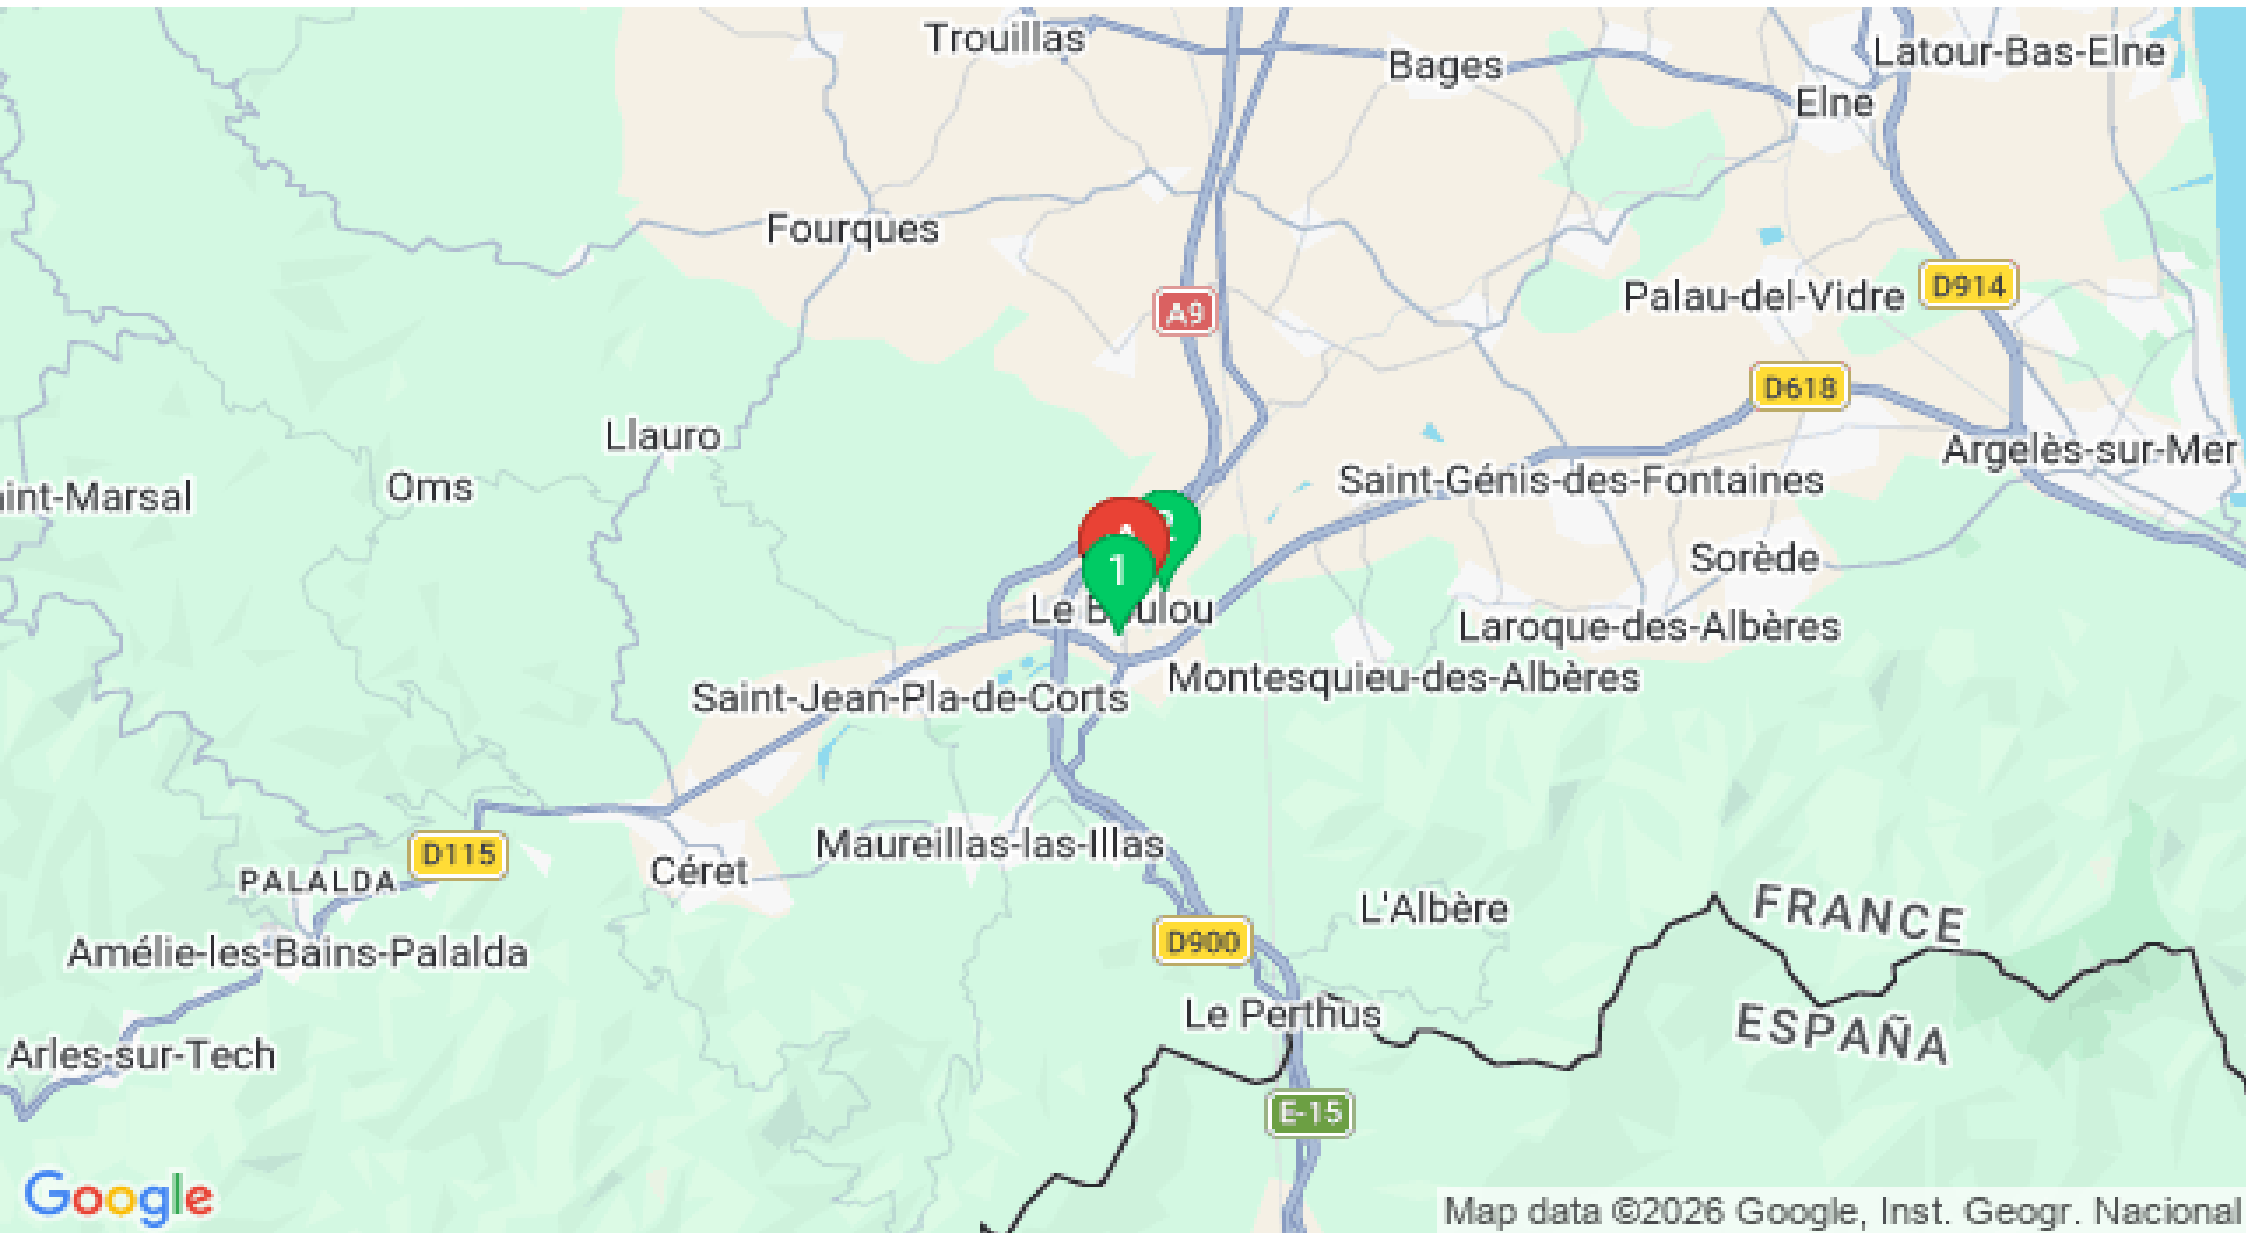 Trouillas
Bages
Latour-Bas-Elne
Elne
Fourques
A9
Palau-del-Vidre
D914
D618
Llauro
Argelès-sur-Mer
Oms
Saint-Génis-des-Fontaines
int-Marsal
A
2
1
Sorède
Le Boulou
Laroque-des-Albères
Montesquieu-des-Albères
Saint-Jean-Pla-de-Corts
Maureillas-las-Illas
D115
Céret
PALALDA
L'Albère
FRANCE
D900
Amélie-les-Bains-Palalda
Le Perthus
ESPAÑA
Arles-sur-Tech
E-15
Google
Map data ©2026 Google, Inst. Geogr. Nacional